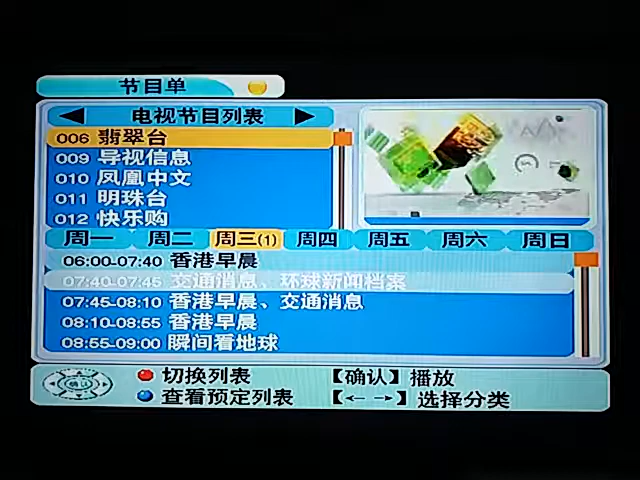 节目单
电视节目列表
006 翡翠台
009 导视信息
010 凤凰中文
011 明珠台
012 快乐购
周一 周二 周三(1) 周四 周五 周六 周日
06:00-07:40 香港早晨
07:40-07:45 交通消息、环球新闻档案
07:45-08:10 香港早晨、交通消息
08:10-08:55 香港早晨
08:55-09:00 瞬间看地球
确认
切换列表 【确认】播放
查看预定列表 【←→】选择分类